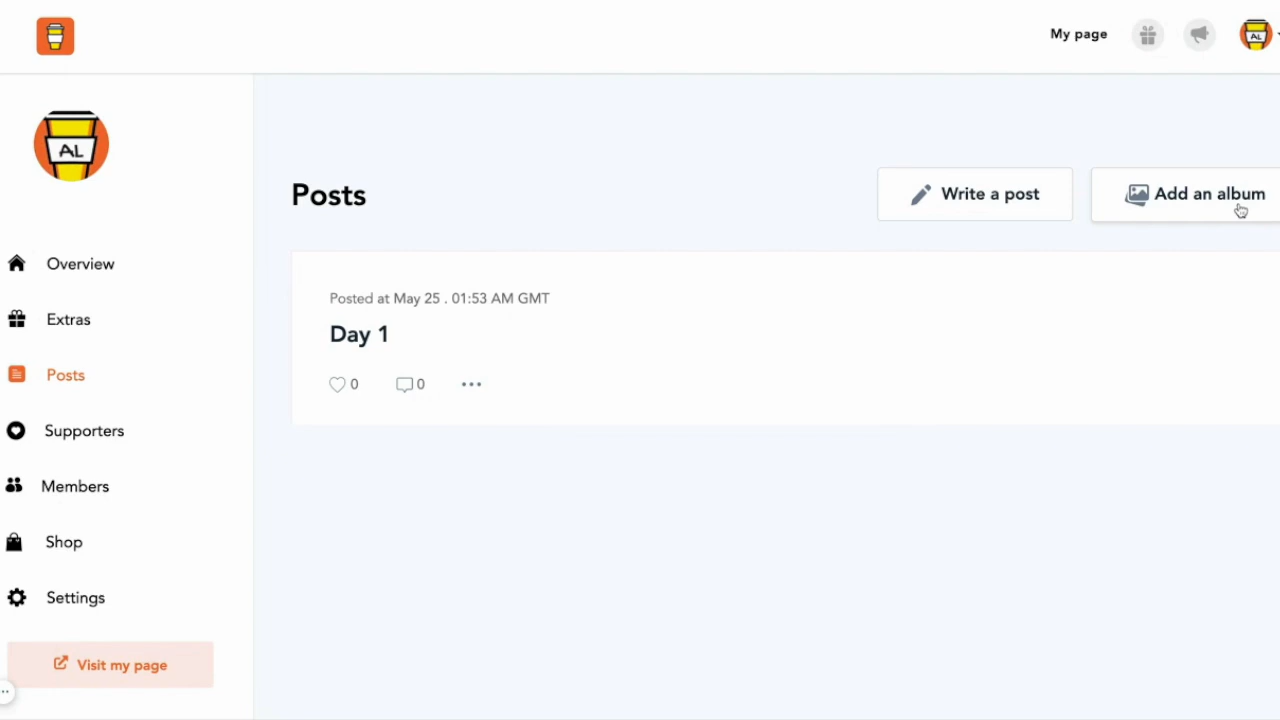 My page
AL
AL
Posts
Write a post
Add an album
Overview
Extras
Posts
Supporters
Members
Shop
Settings
Visit my page
Posted at May 25 . 01:53 AM GMT
Day 1
0
0